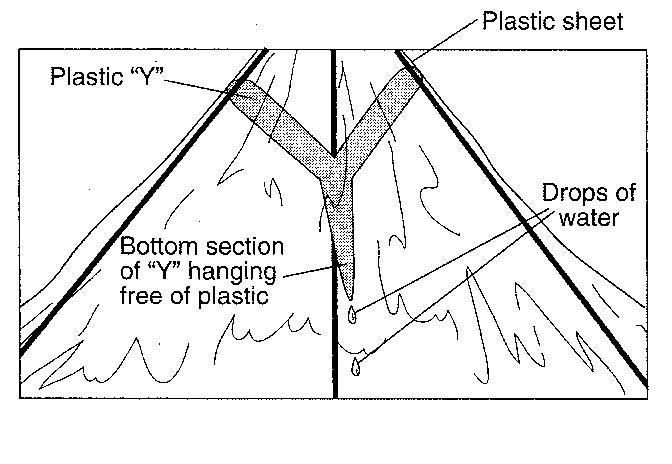 Plastic sheet
Plastic “Y”
Drops of
water
Bottom section
of “Y” hanging
free of plastic